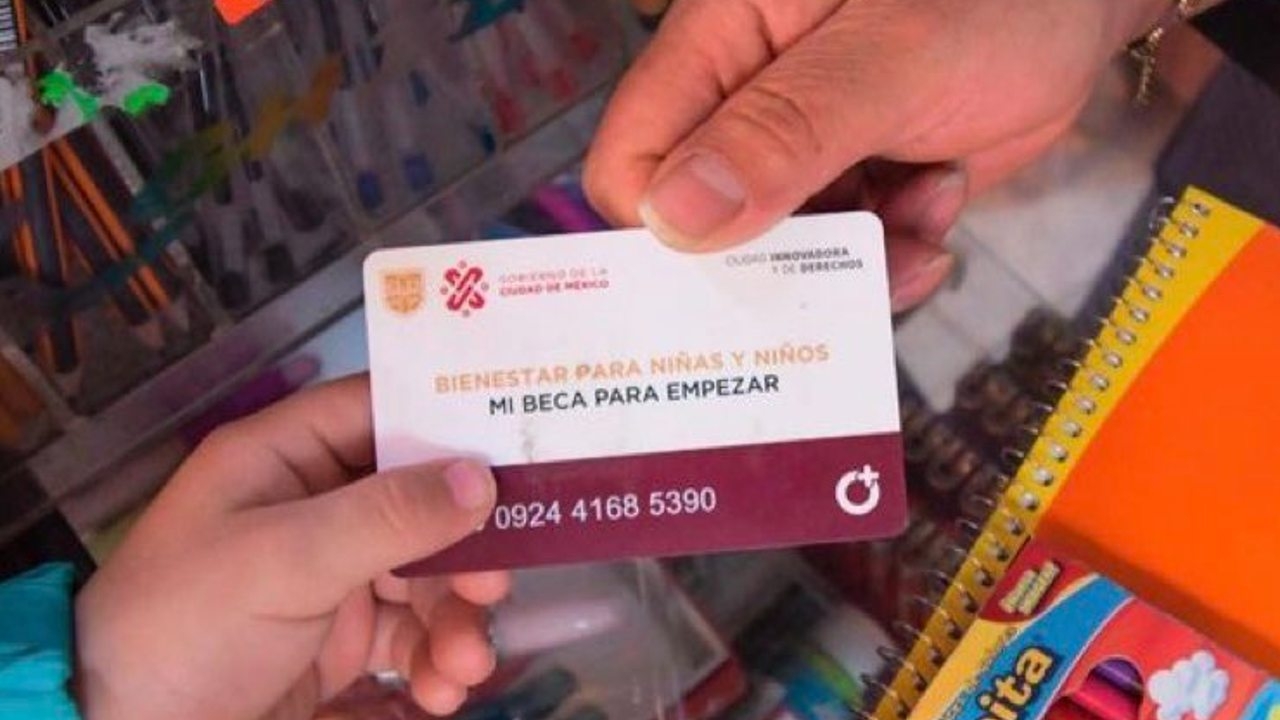 GOBIERNO DE LA
CIUDAD DE MÉXICO
CIUDAD INNOVADORA
Y DE DERECHOS
BIENESTAR PARA NIÑAS Y NIÑOS
MI BECA PARA EMPEZAR
0924 4168 5390
ita